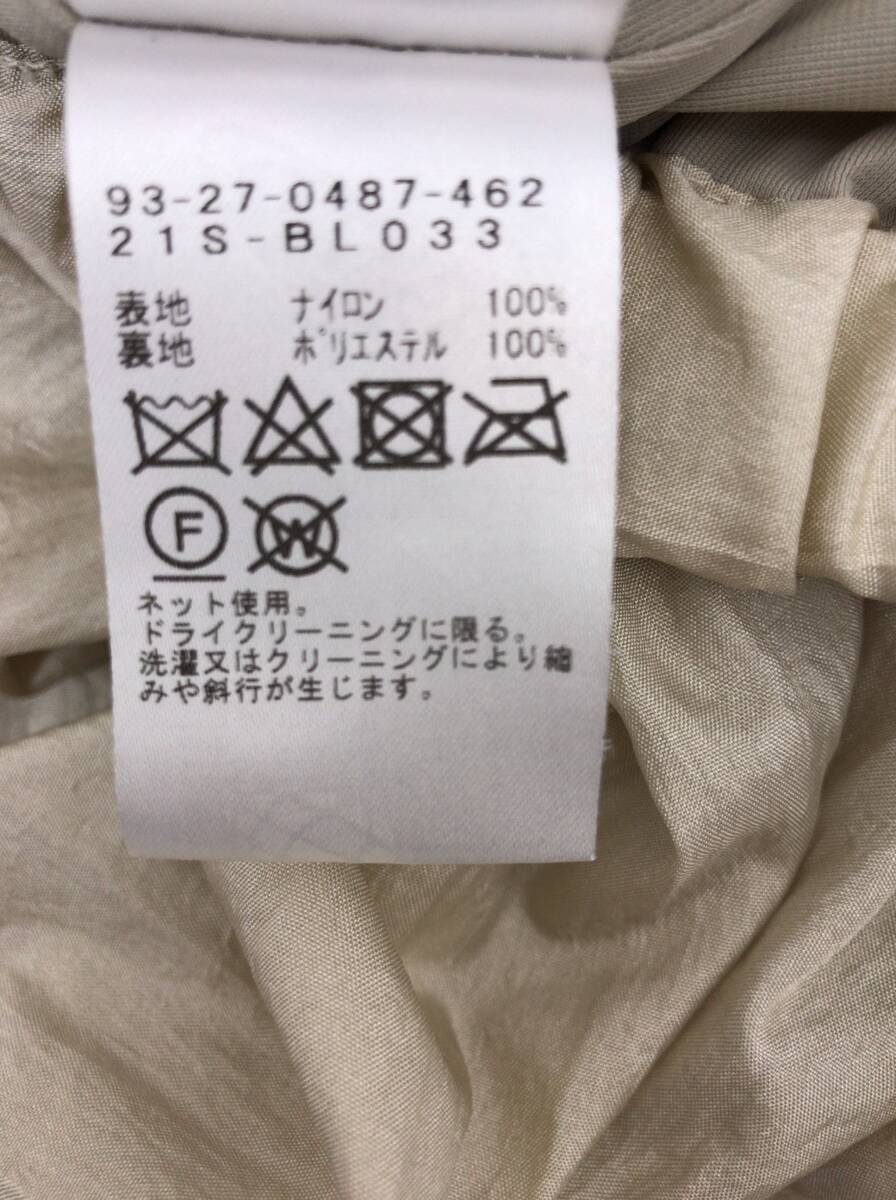 93-27-0487-462
21S-BL033
表地 ナイロン 100%
裏地 ポリエステル 100%
F W
ネット使用。
ドライクリーニングに限る。
洗濯又はクリーニングにより縮
みや斜行が生じます。